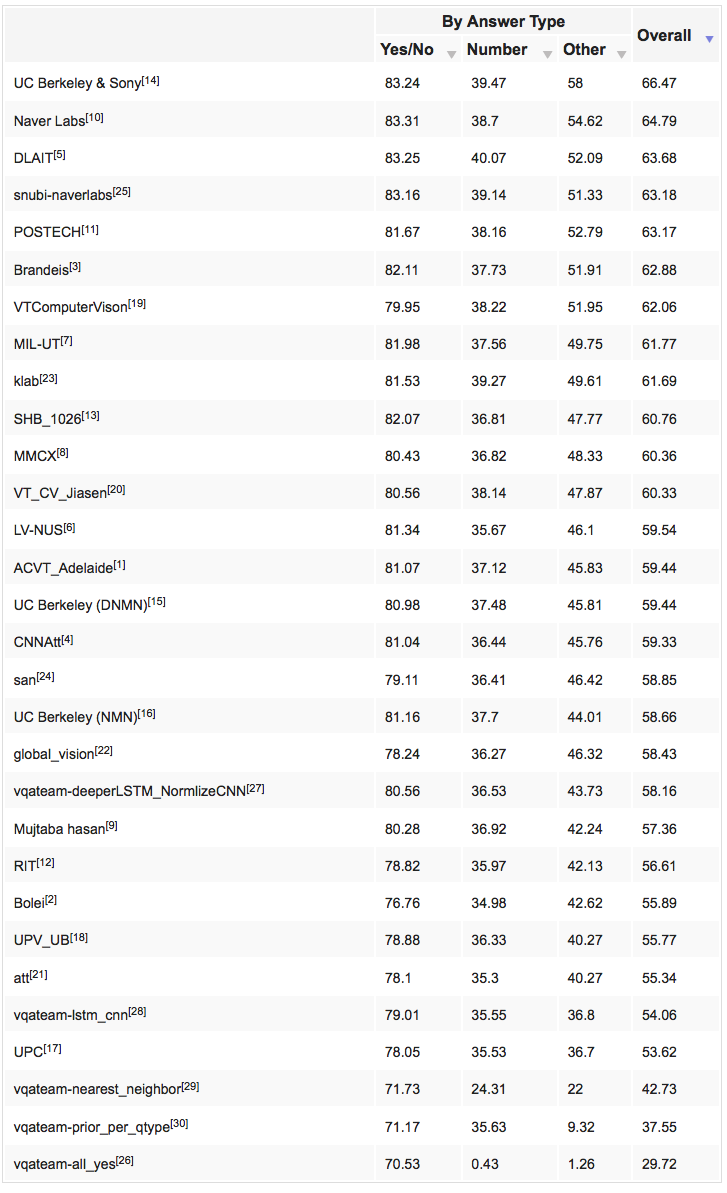 By Answer Type
Overall
Yes/No Number Other
UC Berkeley & Sony[14] 83.24 39.47 58 66.47
Naver Labs[10] 83.31 38.7 54.62 64.79
DLAIT[5] 83.25 40.07 52.09 63.68
snubi-naverlabs[25] 83.16 39.14 51.33 63.18
POSTECH[11] 81.67 38.16 52.79 63.17
Brandeis[3] 82.11 37.73 51.91 62.88
VTComputerVison[19] 79.95 38.22 51.95 62.06
MIL-UT[7] 81.98 37.56 49.75 61.77
klab[23] 81.53 39.27 49.61 61.69
SHB_1026[13] 82.07 36.81 47.77 60.76
MMCX[8] 80.43 36.82 48.33 60.36
VT_CV_Jiasen[20] 80.56 38.14 47.87 60.33
LV-NUS[6] 81.34 35.67 46.1 59.54
ACVT_Adelaide[1] 81.07 37.12 45.83 59.44
UC Berkeley (DNMN)[15] 80.98 37.48 45.81 59.44
CNNAtt[4] 81.04 36.44 45.76 59.33
san[24] 79.11 36.41 46.42 58.85
UC Berkeley (NMN)[16] 81.16 37.7 44.01 58.66
global_vision[22] 78.24 36.27 46.32 58.43
vqateam-deeperLSTM_NormlizeCNN[27] 80.56 36.53 43.73 58.16
Mujtaba hasan[9] 80.28 36.92 42.24 57.36
RIT[12] 78.82 35.97 42.13 56.61
Bolei[2] 76.76 34.98 42.62 55.89
UPV_UB[18] 78.88 36.33 40.27 55.77
att[21] 78.1 35.3 40.27 55.34
vqateam-lstm_cnn[28] 79.01 35.55 36.8 54.06
UPC[17] 78.05 35.53 36.7 53.62
vqateam-nearest_neighbor[29] 71.73 24.31 22 42.73
vqateam-prior_per_qtype[30] 71.17 35.63 9.32 37.55
vqateam-all_yes[26] 70.53 0.43 1.26 29.72